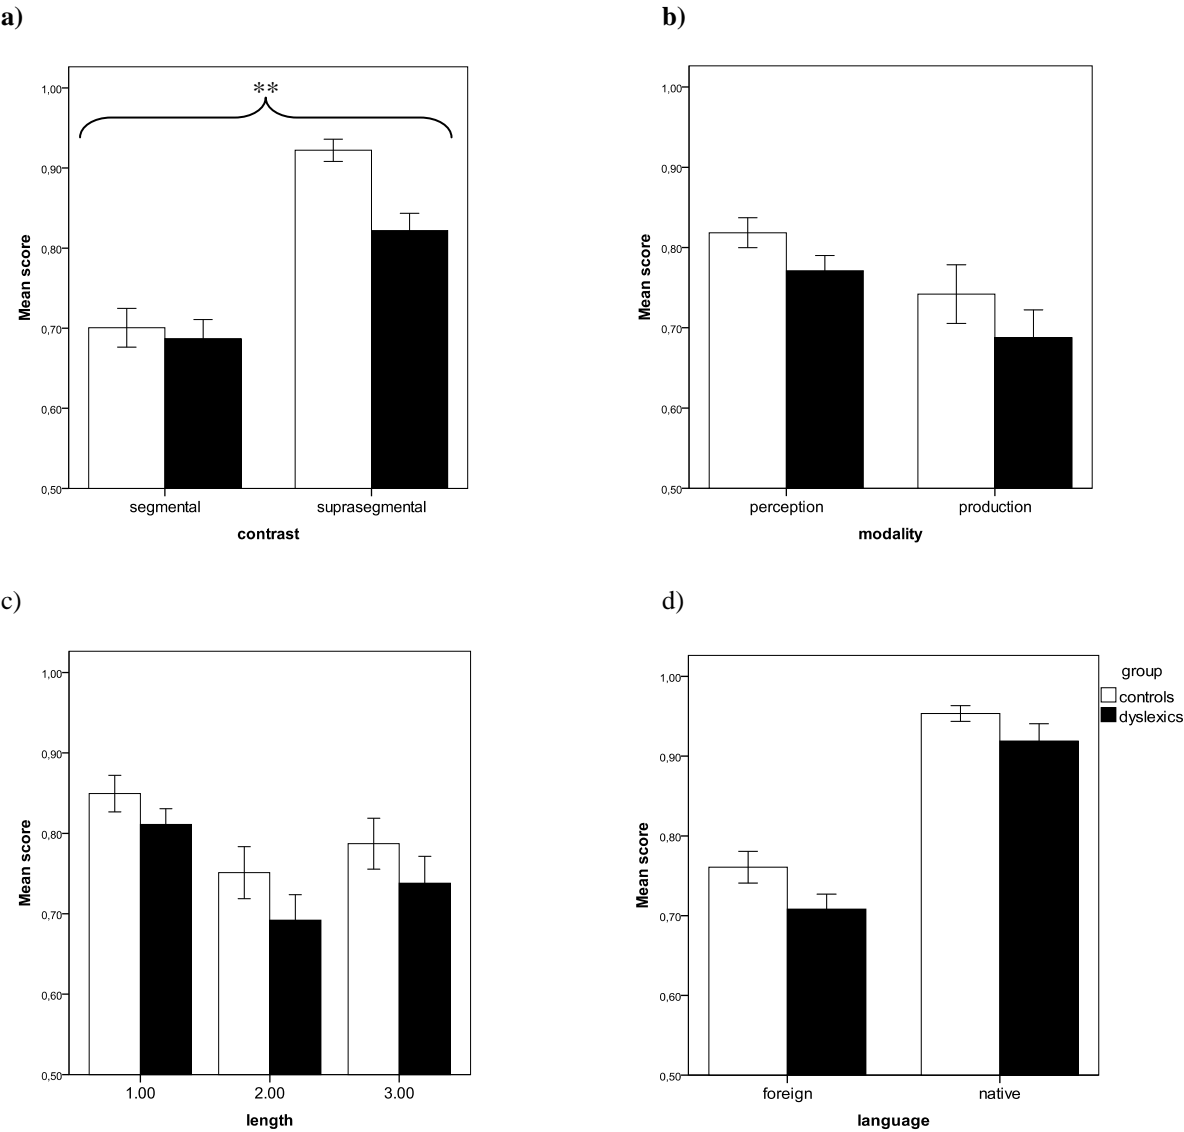 a)
**
1,00
0,90
0,80
0,70
0,60
0,50
Mean score
segmental suprasegmental
contrast
b)
1,00
0,90
0,80
0,70
0,60
0,50
Mean score
perception production
modality
c)
1,00
0,90
0,80
0,70
0,60
0,50
Mean score
1.00 2.00 3.00
length
d)
1,00
0,90
0,80
0,70
0,60
0,50
Mean score
foreign native
language
group
controls
dyslexics